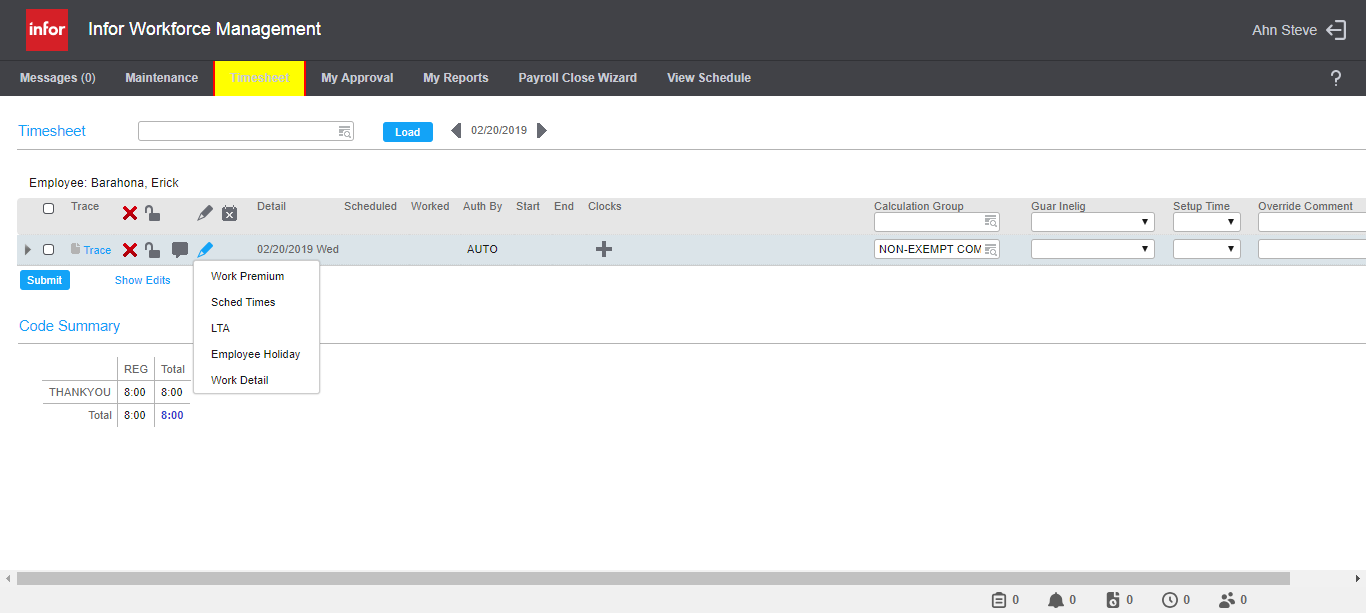 infor Infor Workforce Management Ahn Steve
Messages (0) Maintenance Timesheet My Approval My Reports Payroll Close Wizard View Schedule ?
Timesheet Load 02/20/2019
Employee: Barahona, Erick
Trace Detail Scheduled Worked Auth By Start End Clocks Calculation Group Guar Inelig Setup Time Override Comment
Trace 02/20/2019 Wed AUTO NON-EXEMPT COM
Submit Show Edits
Work Premium
Sched Times
LTA
Employee Holiday
Work Detail
Code Summary
REG Total
THANKYOU 8:00 8:00
Total 8:00 8:00
0 0 0 0 0